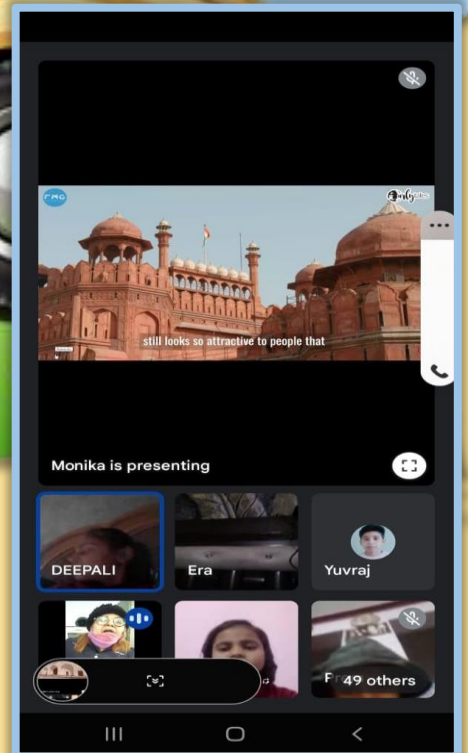 still looks so attractive to people that
Monika is presenting
DEEPALI
Era
Yuvraj
49 others